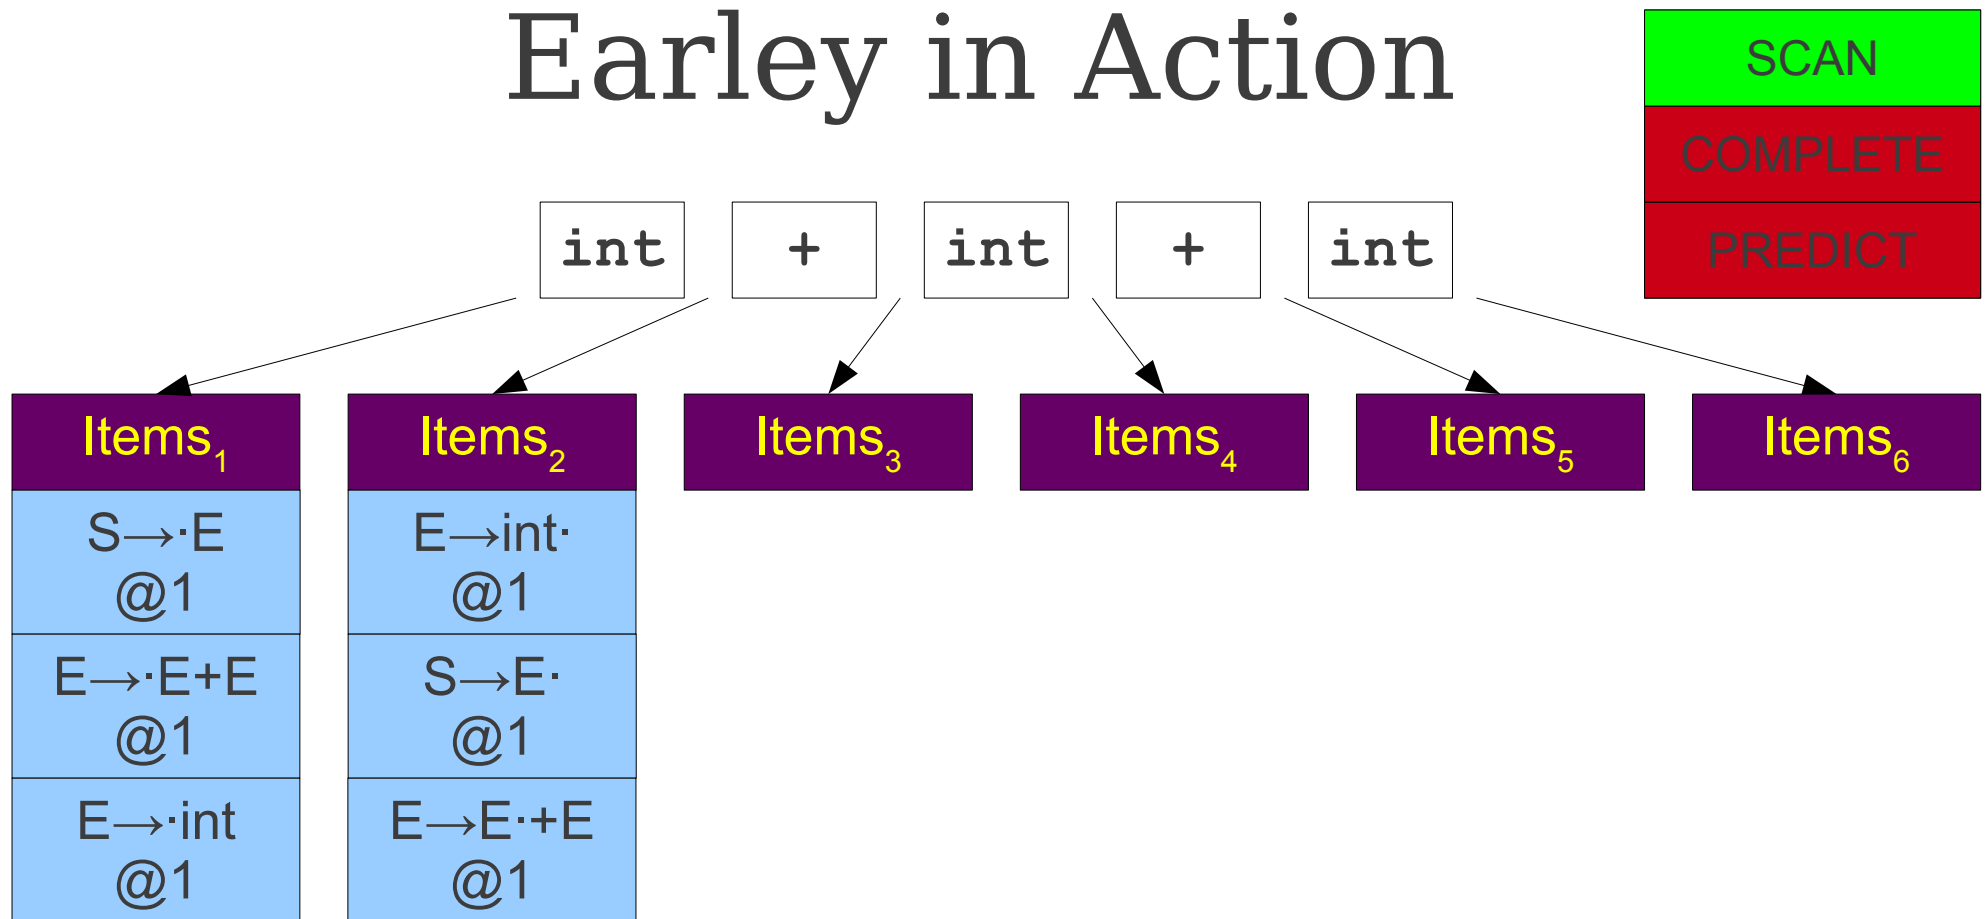 Earley in Action
SCAN
COMPLETE
PREDICT
int + int + int
Items₁ Items₂ Items₃ Items₄ Items₅ Items₆
S→·E
@1
E→·E+E
@1
E→·int
@1
E→int·
@1
S→E·
@1
E→E·+E
@1